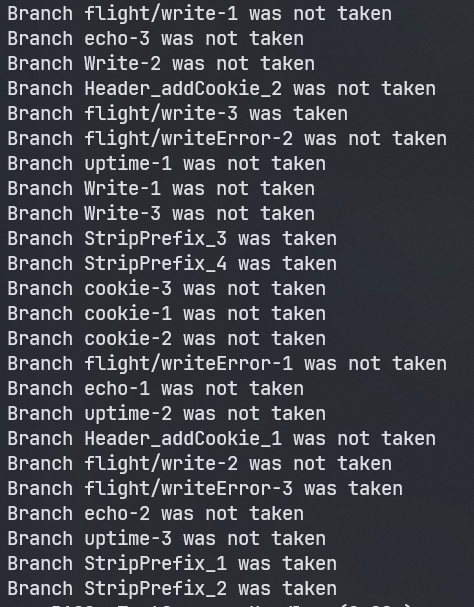 Branch flight/write-1 was not taken
Branch echo-3 was not taken
Branch Write-2 was not taken
Branch Header_addCookie_2 was not taken
Branch flight/write-3 was taken
Branch flight/writeError-2 was not taken
Branch uptime-1 was not taken
Branch Write-1 was not taken
Branch Write-3 was not taken
Branch StripPrefix_3 was taken
Branch StripPrefix_4 was taken
Branch cookie-3 was not taken
Branch cookie-1 was not taken
Branch cookie-2 was not taken
Branch flight/writeError-1 was not taken
Branch echo-1 was not taken
Branch uptime-2 was not taken
Branch Header_addCookie_1 was not taken
Branch flight/write-2 was not taken
Branch flight/writeError-3 was taken
Branch echo-2 was not taken
Branch uptime-3 was not taken
Branch StripPrefix_1 was taken
Branch StripPrefix_2 was taken